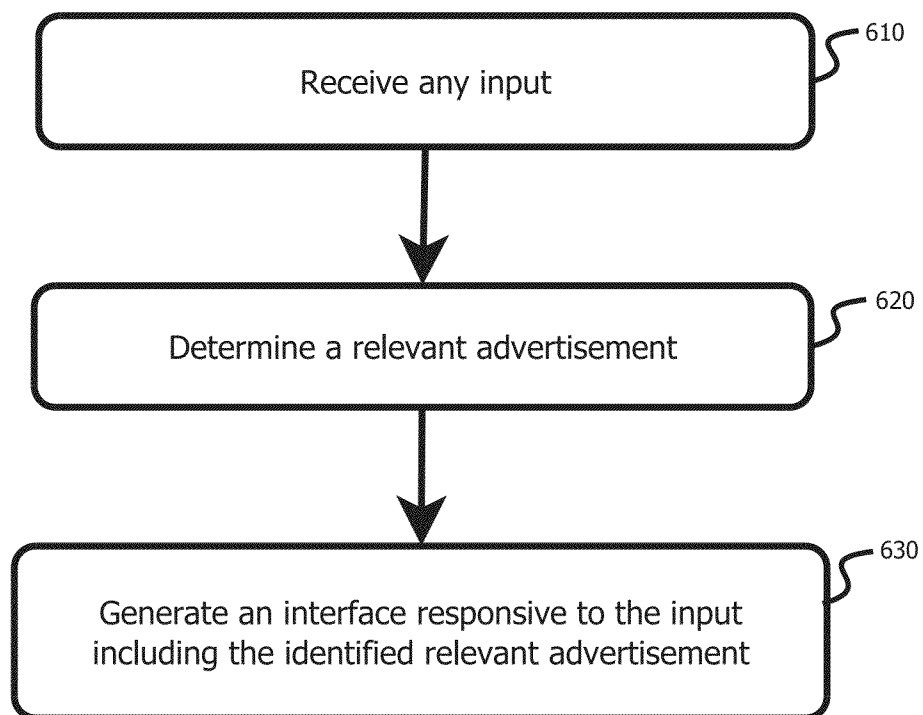 Receive any input
610
Determine a relevant advertisement
620
Generate an interface responsive to the input
including the identified relevant advertisement
630